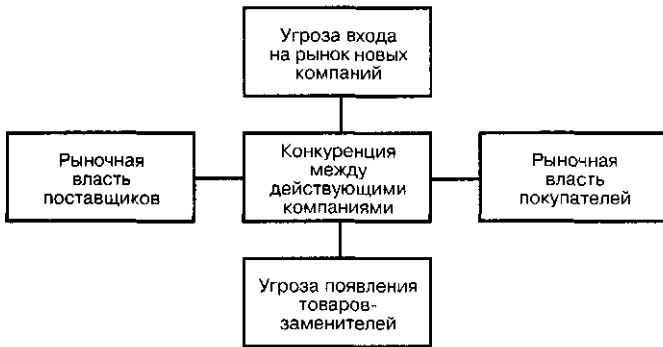 Угроза входа
на рынок новых
компаний
Рыночная
власть
поставщиков
Конкуренция
между
действующими
компаниями
Рыночная
власть
покупателей
Угроза появления
товаров-
заменителей